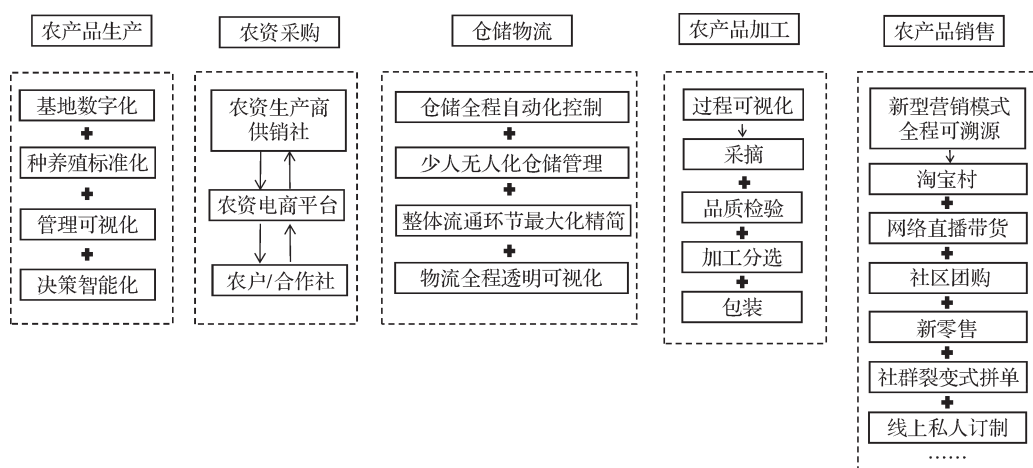 农产品生产
农资采购
仓储物流
农产品加工
农产品销售
基地数字化
+
种养殖标准化
+
管理可视化
+
决策智能化
农资生产商
供销社
农资电商平台
农户/合作社
仓储全程自动化控制
+
少人无人化仓储管理
+
整体流通环节最大化精简
+
物流全程透明可视化
过程可视化
采摘
+
品质检验
+
加工分选
+
包装
新型营销模式
全程可溯源
淘宝村
+
网络直播带货
+
社区团购
+
新零售
+
社群裂变式拼单
+
线上私人订制
……